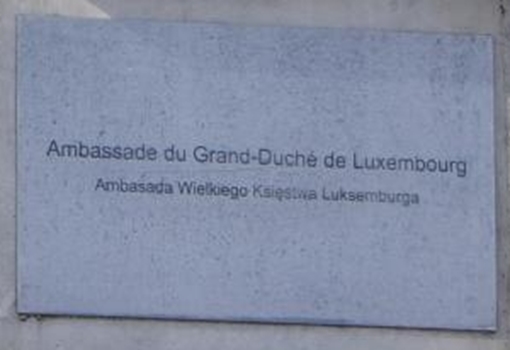 Ambassade du Grand-Duché de Luxembourg
Ambasada Wielkiego Księstwa Luksemburga